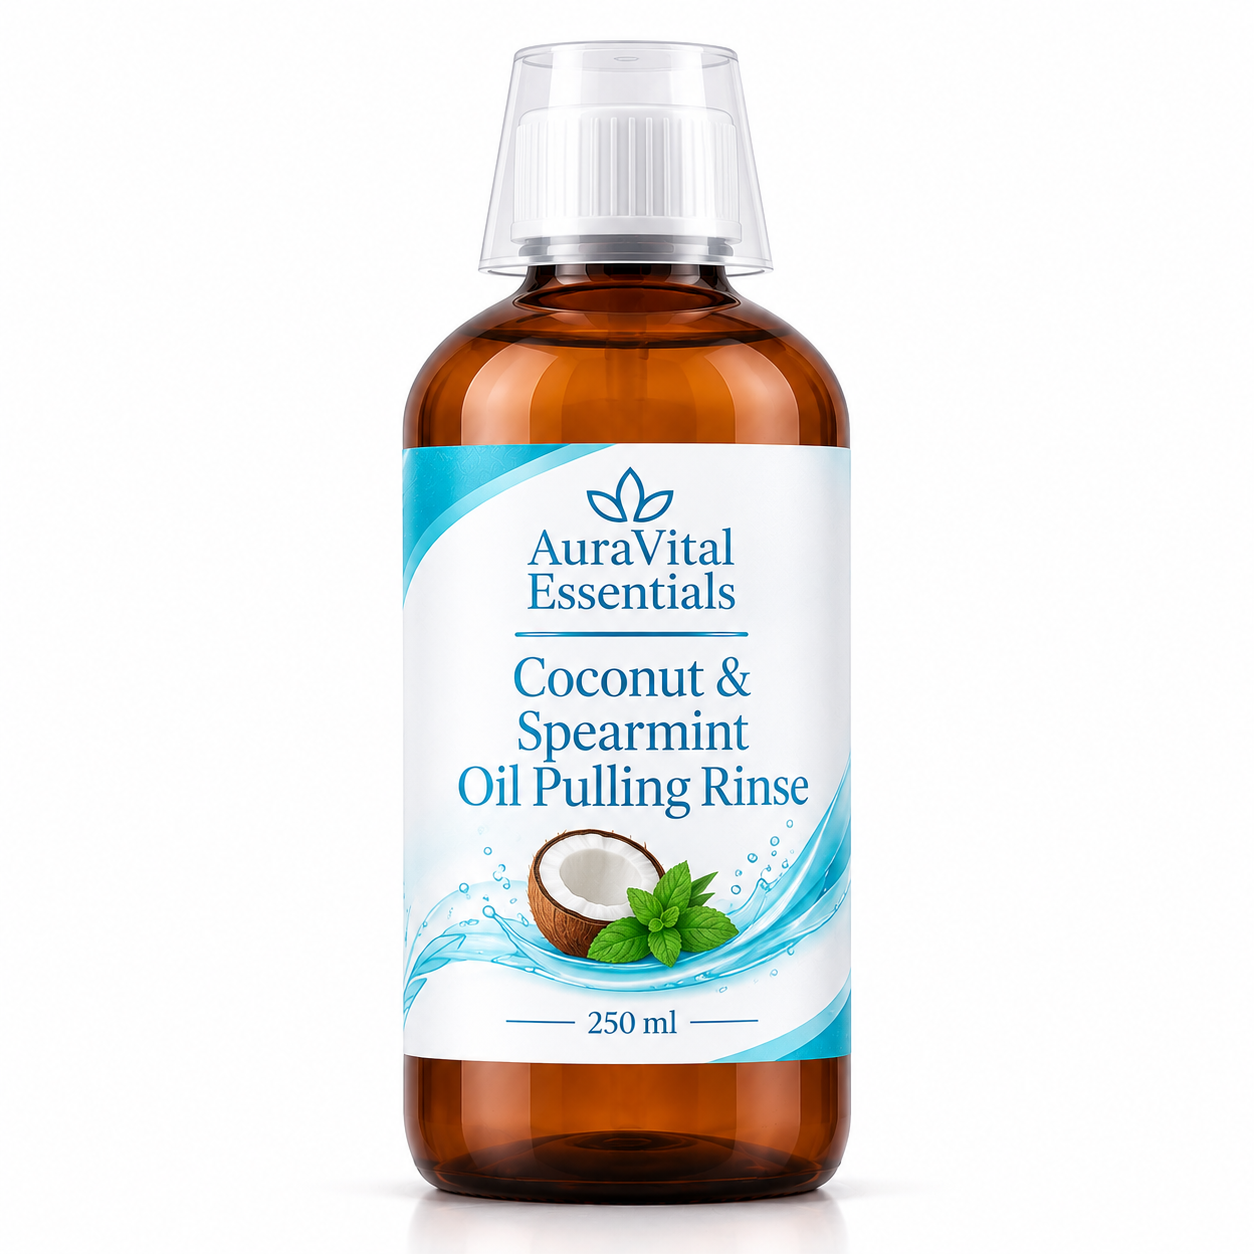 AuraVital
Essentials
Coconut &
Spearmint
Oil Pulling Rinse
250 ml